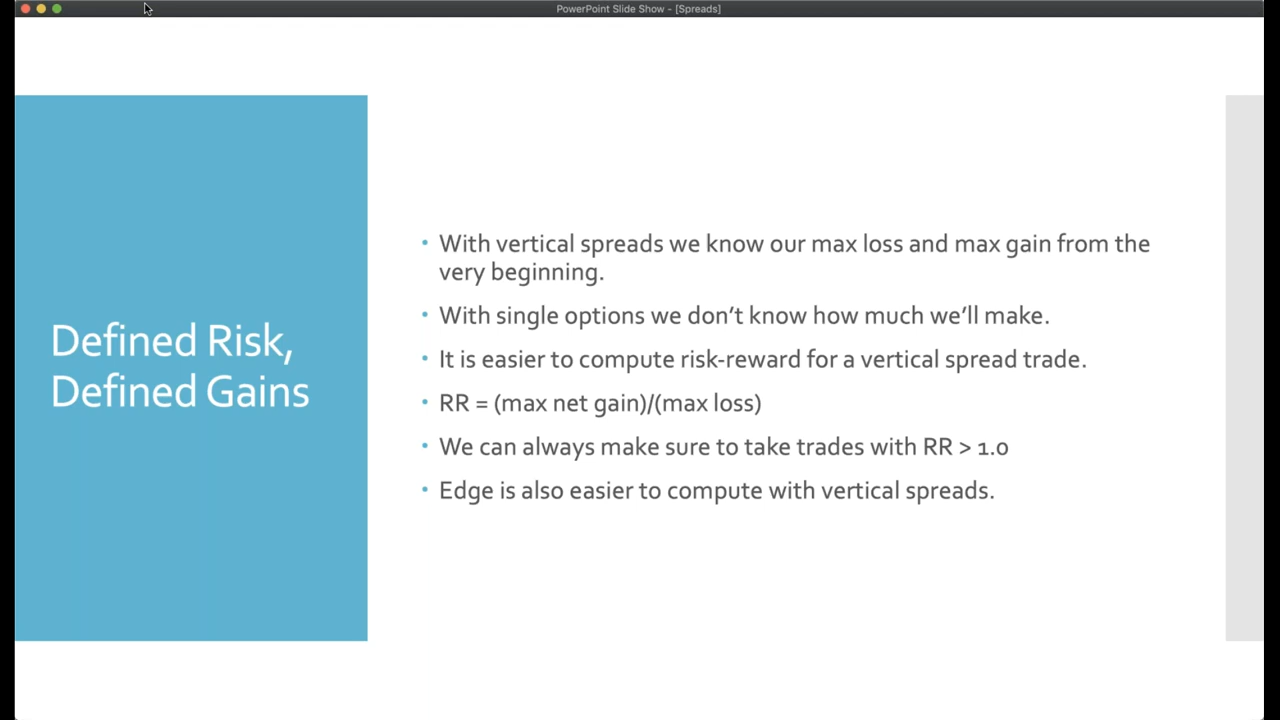 PowerPoint Slide Show - [Spreads]
Defined Risk,
Defined Gains
• With vertical spreads we know our max loss and max gain from the
very beginning.
• With single options we don’t know how much we’ll make.
• It is easier to compute risk-reward for a vertical spread trade.
• RR = (max net gain)/(max loss)
• We can always make sure to take trades with RR > 1.0
• Edge is also easier to compute with vertical spreads.